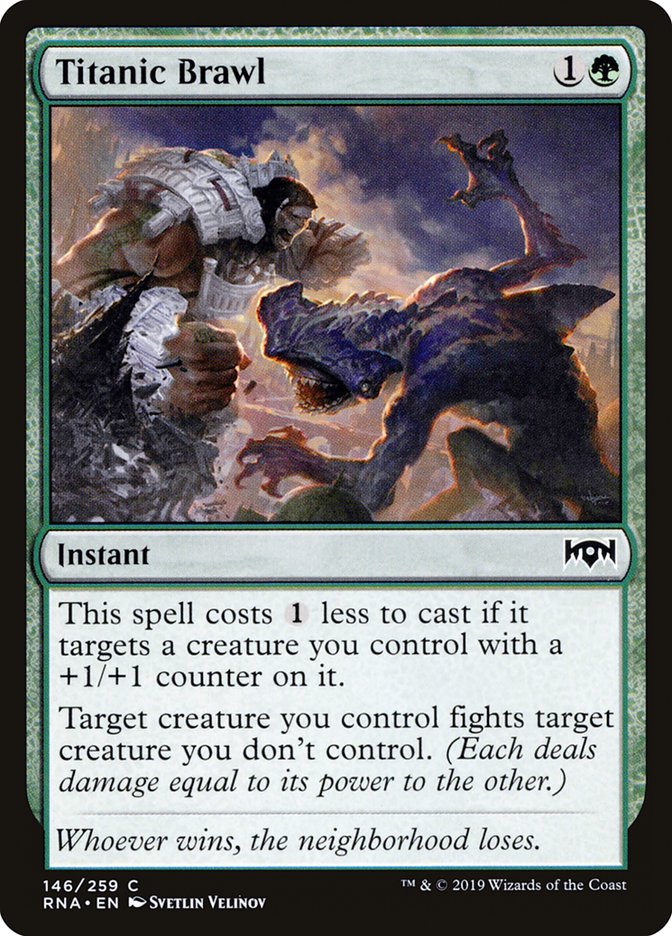 Titanic Brawl 1
Instant
This spell costs 1 less to cast if it
targets a creature you control with a
+1/+1 counter on it.
Target creature you control fights target
creature you don't control. (Each deals
damage equal to its power to the other.)
Whoever wins, the neighborhood loses.
146/259 C
™ & © 2019 Wizards of the Coast
RNA • EN Svetlin Velinov